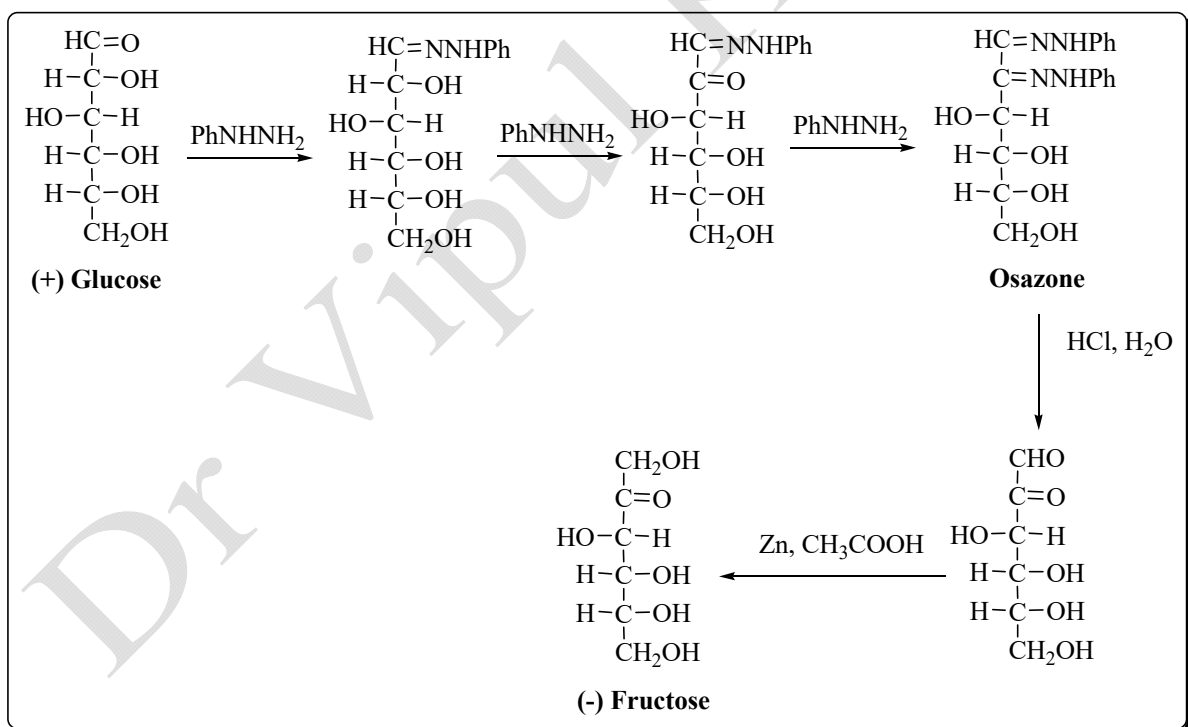 HC=O
H-C-OH
HO-C-H
H-C-OH
H-C-OH
CH₂OH
(+) Glucose
PhNHNH₂
HC=NNHPh
H-C-OH
HO-C-H
H-C-OH
H-C-OH
CH₂OH
PhNHNH₂
HC=NNHPh
C=O
HO-C-H
H-C-OH
H-C-OH
CH₂OH
PhNHNH₂
HC=NNHPh
C=NNHPh
HO-C-H
H-C-OH
H-C-OH
CH₂OH
Osazone
HCl, H₂O
CHO
C=O
HO-C-H
H-C-OH
H-C-OH
CH₂OH
Zn, CH₃COOH
CH₂OH
C=O
HO-C-H
H-C-OH
H-C-OH
CH₂OH
(-) Fructose
Dr Vipul